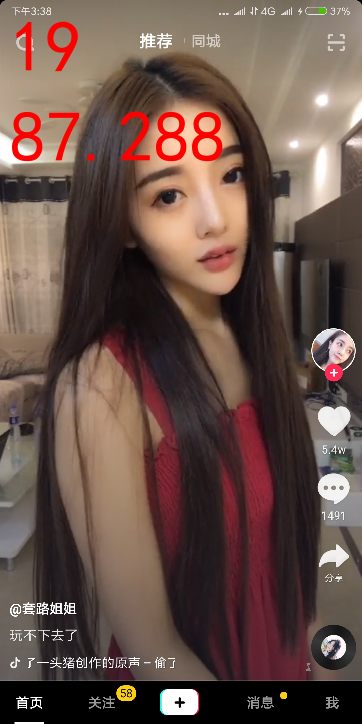 下午3:38
4G
37%
19
推荐
同城
87.288
5.4w
1491
分享
@套路姐姐
玩不下去了
了一头猪创作的原声 - 偷了
首页
关注
58
消息
我